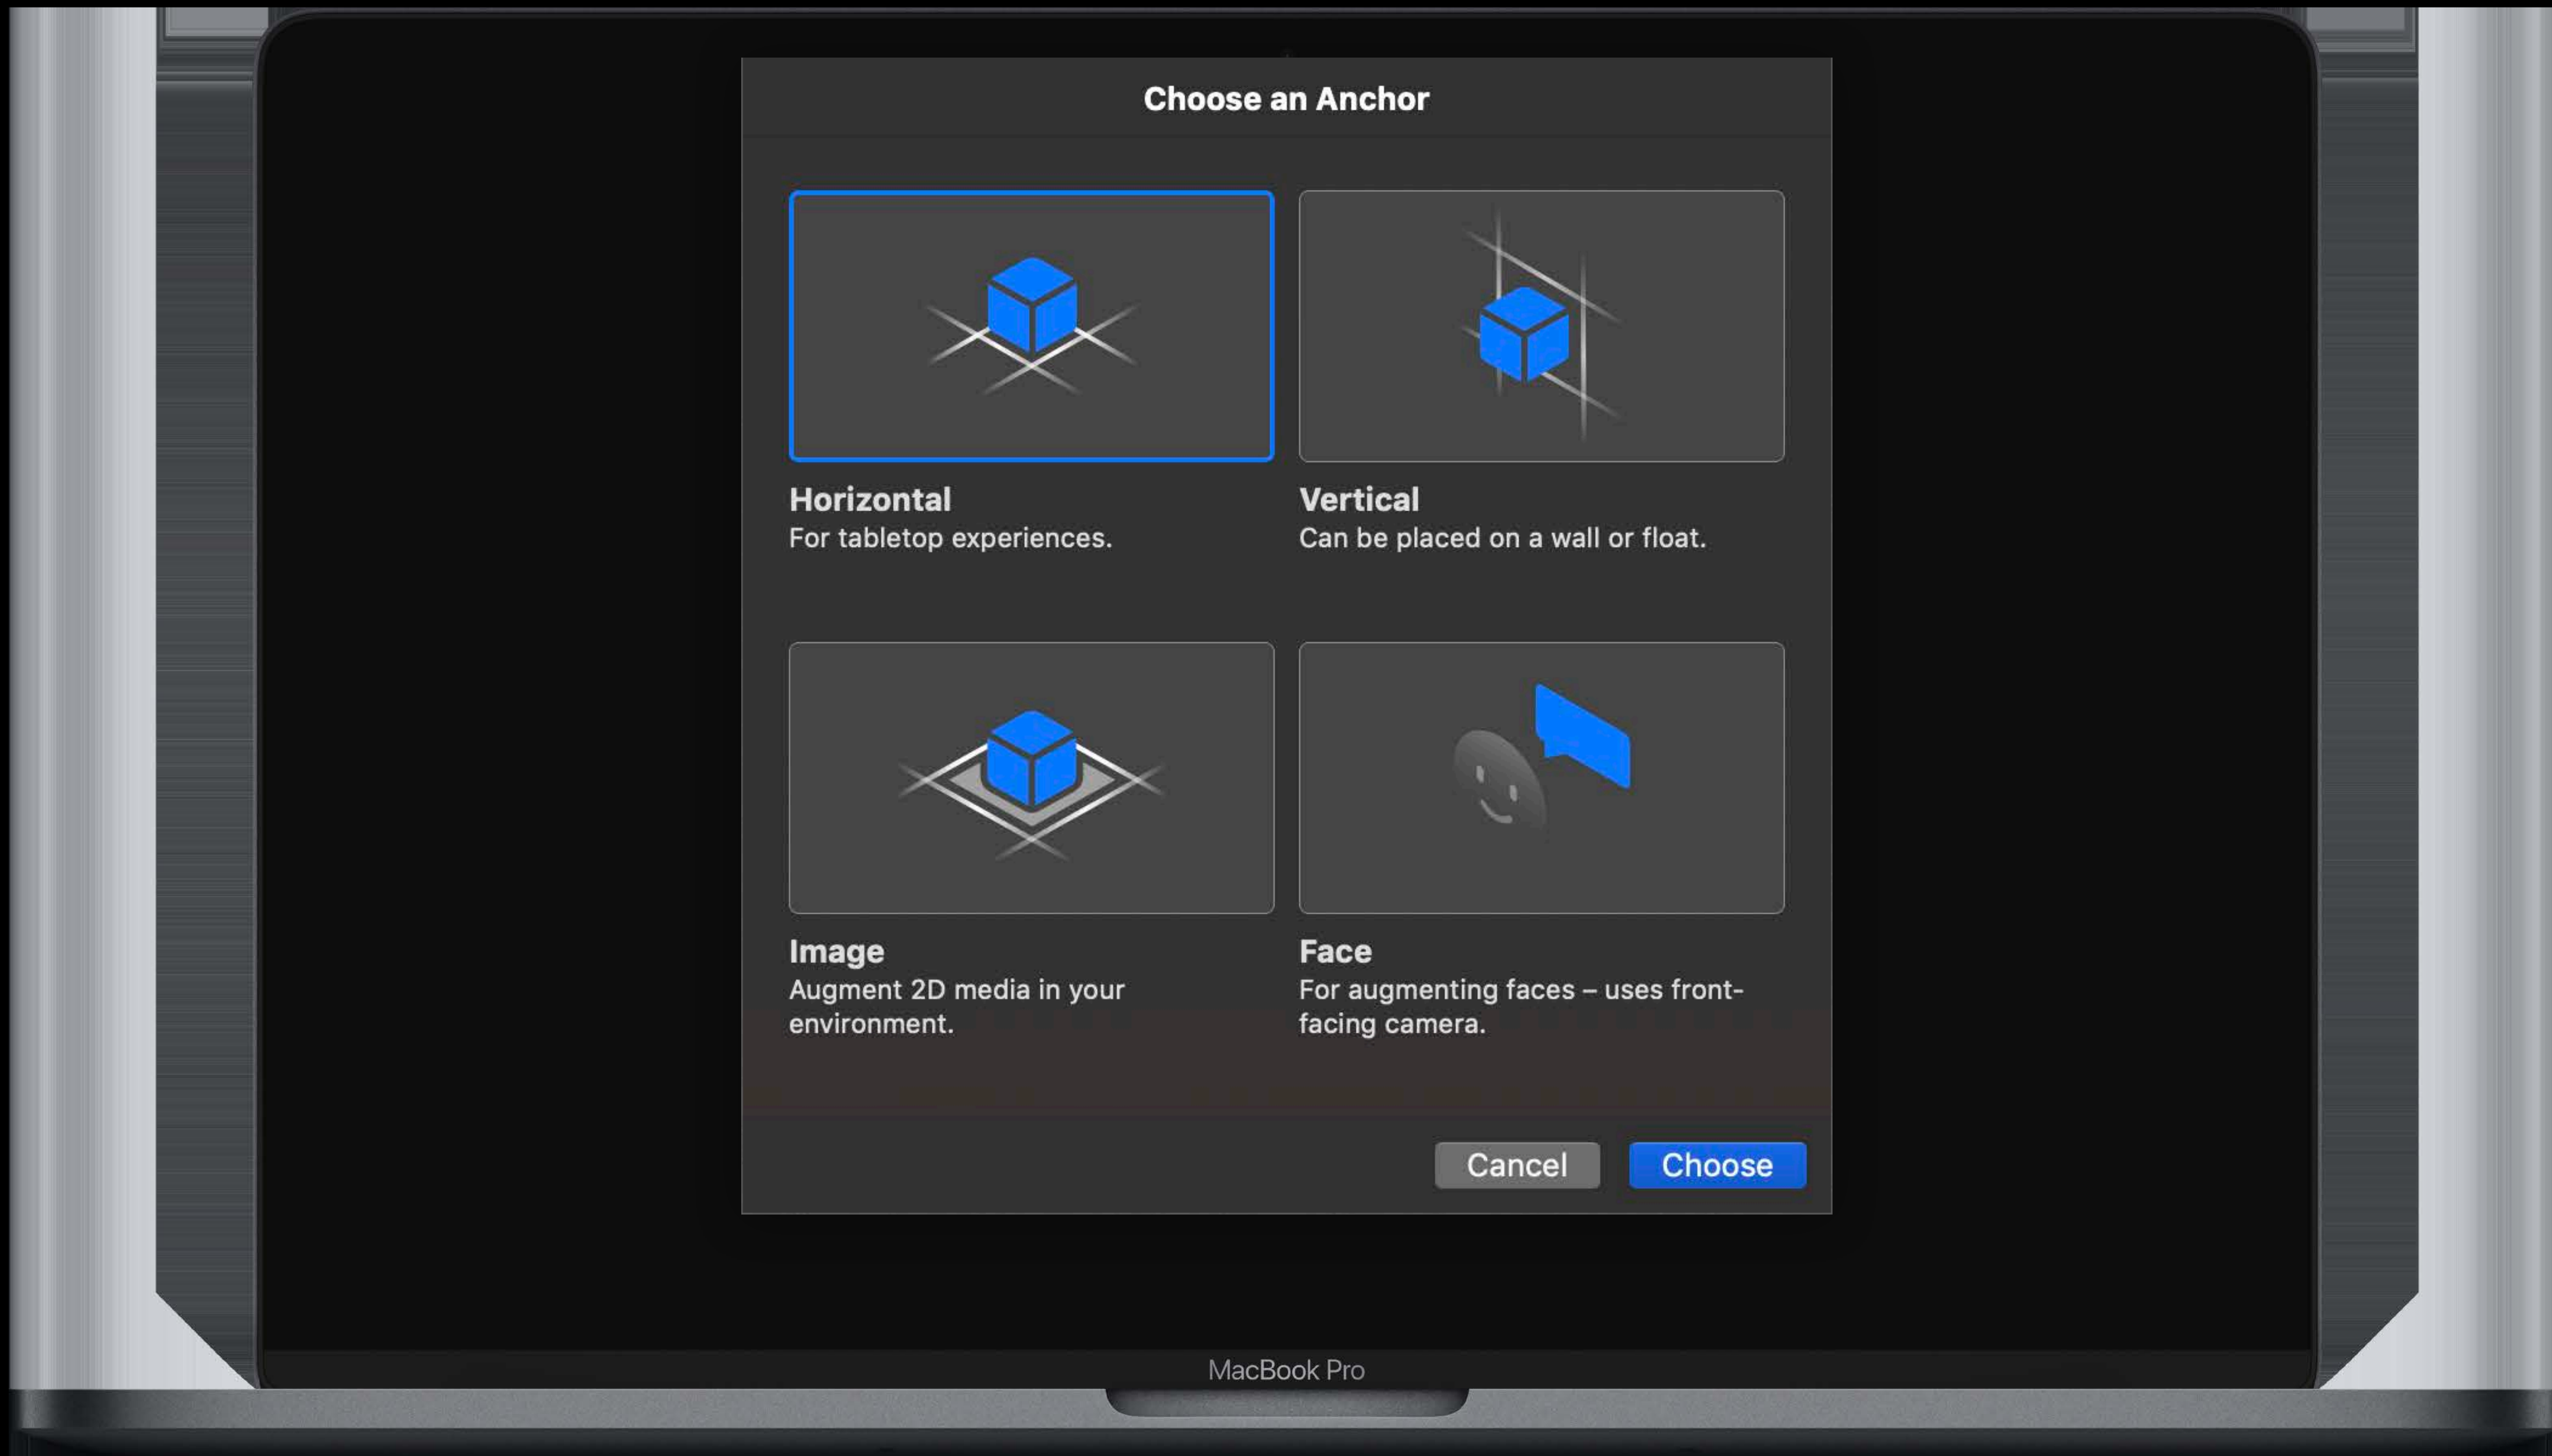 Choose an Anchor
Horizontal
For tabletop experiences.
Vertical
Can be placed on a wall or float.
Image
Augment 2D media in your
environment.
Face
For augmenting faces – uses front-
facing camera.
Cancel
Choose
MacBook Pro